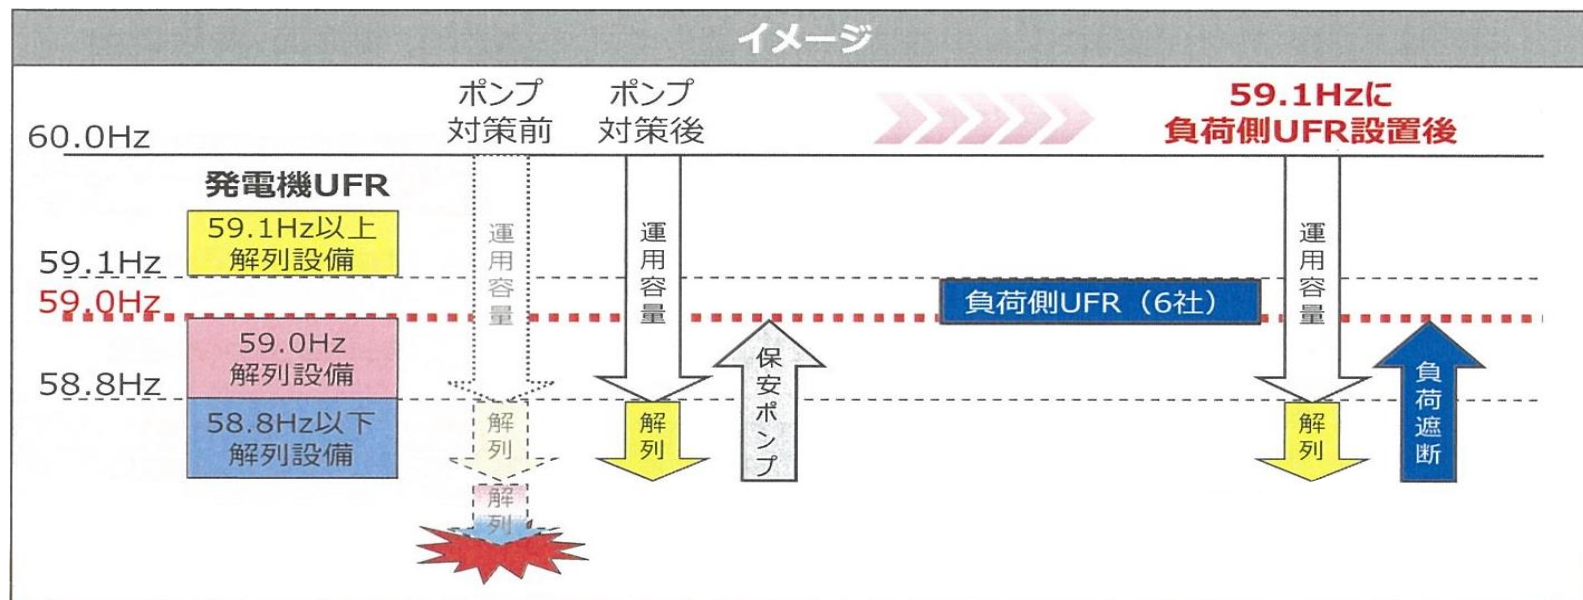 イメージ
ポンプ
対策前
ポンプ
対策後
59.1Hzに
負荷側UFR設置後
60.0Hz
発電機UFR
59.1Hz以上
解列設備
59.1Hz
59.0Hz
59.0Hz
解列設備
58.8Hz
58.8Hz以下
解列設備
運用容量
解列
解列
運用容量
解列
保安ポンプ
負荷側UFR（6社）
運用容量
解列
負荷遮断